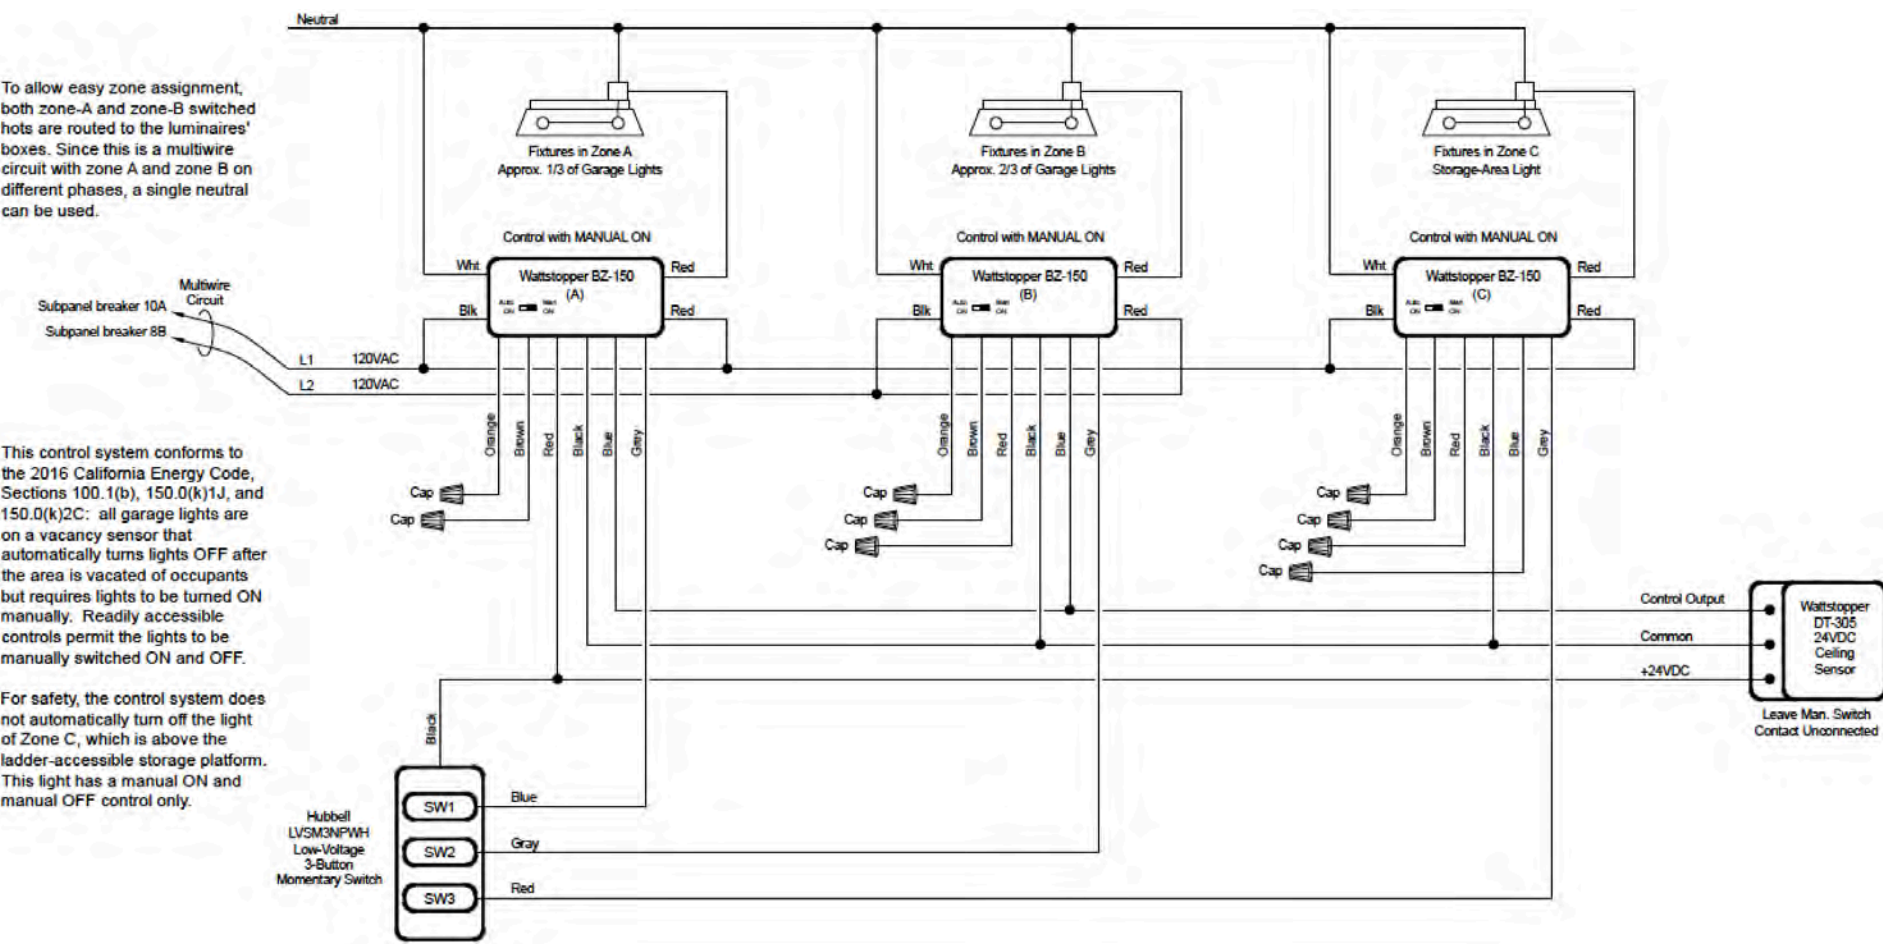 Neutral
To allow easy zone assignment,
both zone-A and zone-B switched
hots are routed to the luminaires'
boxes. Since this is a multiwire
circuit with zone A and zone B on
different phases, a single neutral
can be used.
Fixtures in Zone A
Approx. 1/3 of Garage Lights
Fixtures in Zone B
Approx. 2/3 of Garage Lights
Fixtures in Zone C
Storage-Area Light
Control with MANUAL ON
Control with MANUAL ON
Control with MANUAL ON
Wht
Wattstopper BZ-150
(A)
Auto
ON
Man
ON
Red
Blk
Red
Wht
Wattstopper BZ-150
(B)
Auto
ON
Man
ON
Red
Blk
Red
Wht
Wattstopper BZ-150
(C)
Auto
ON
Man
ON
Red
Blk
Red
Multiwire
Circuit
Subpanel breaker 10A
Subpanel breaker 8B
L1 120VAC
L2 120VAC
Orange
Brown
Red
Black
Blue
Grey
Orange
Brown
Red
Black
Blue
Grey
Orange
Brown
Red
Black
Blue
Grey
Cap
Cap
Cap
Cap
Cap
Cap
Cap
Cap
Cap
This control system conforms to
the 2016 California Energy Code,
Sections 100.1(b), 150.0(k)1J, and
150.0(k)2C: all garage lights are
on a vacancy sensor that
automatically turns lights OFF after
the area is vacated of occupants
but requires lights to be turned ON
manually. Readily accessible
controls permit the lights to be
manually switched ON and OFF.
For safety, the control system does
not automatically turn off the light
of Zone C, which is above the
ladder-accessible storage platform.
This light has a manual ON and
manual OFF control only.
Control Output
Common
+24VDC
Wattstopper
DT-305
24VDC
Ceiling
Sensor
Leave Man. Switch
Contact Unconnected
Black
SW1
Blue
SW2
Gray
SW3
Red
Hubbell
LVSM3NPWH
Low-Voltage
3-Button
Momentary Switch